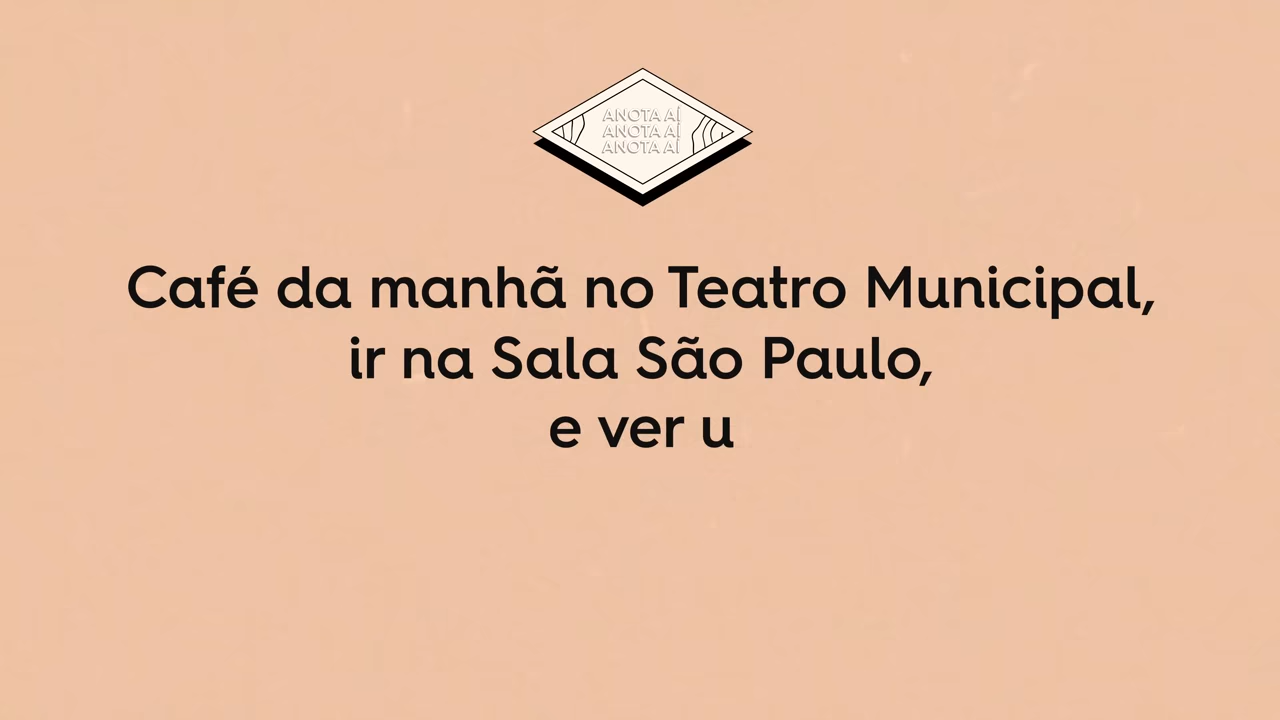 ANOTA AÍ
ANOTA AÍ
ANOTA AÍ
Café da manhã no Teatro Municipal,
ir na Sala São Paulo,
e ver u